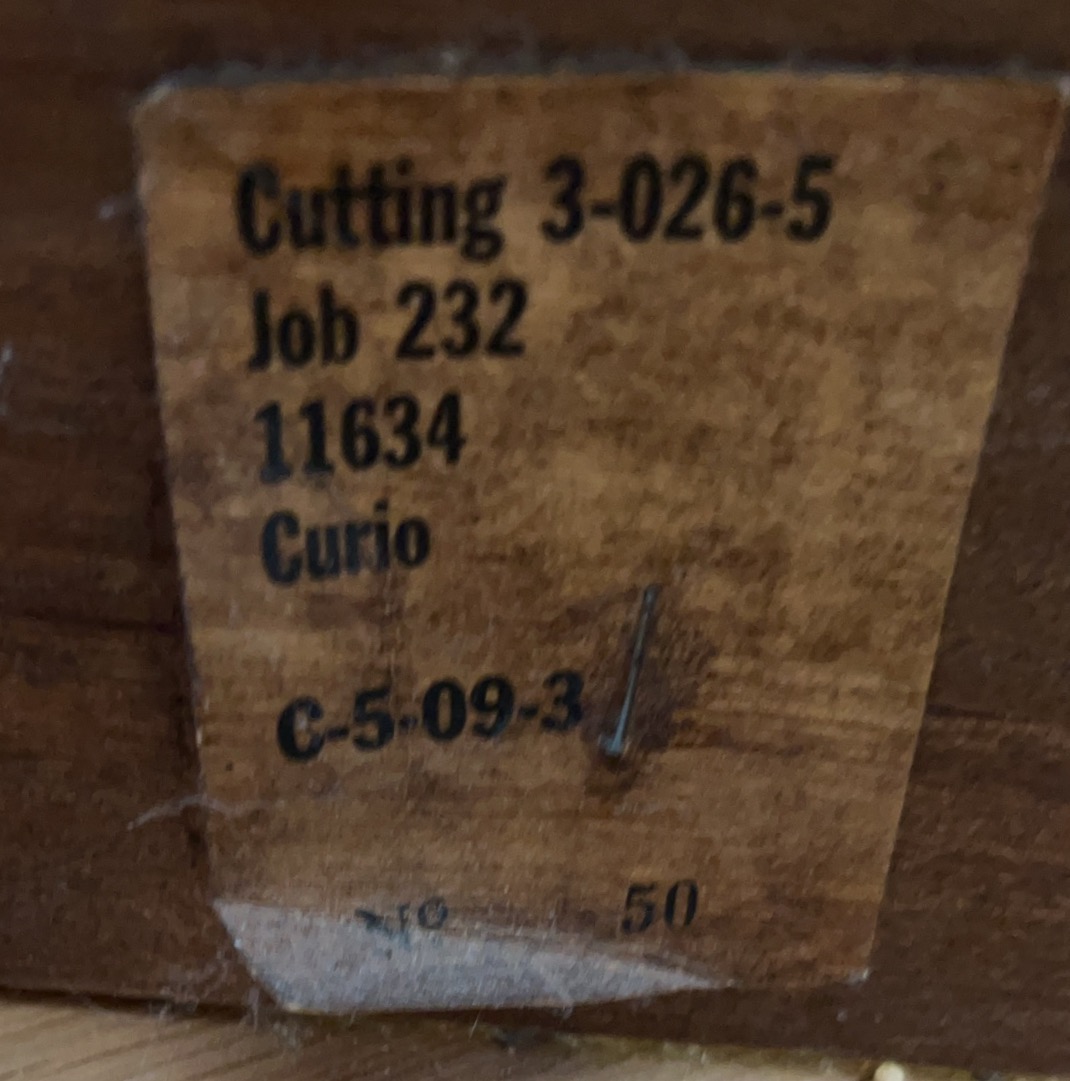 Cutting 3-026-5
Job 232
11634
Curio
C-5-09-3
50